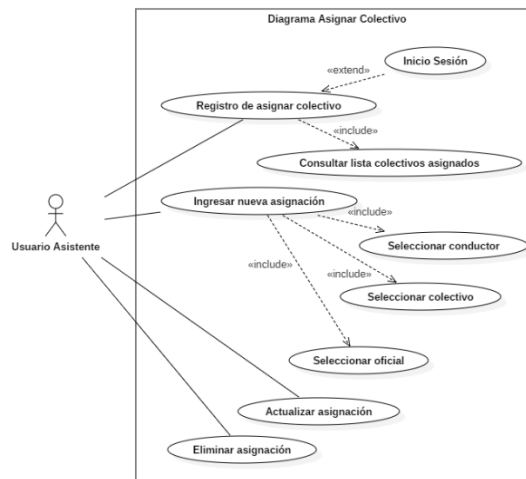 Diagrama Asignar Colectivo
Inicio Sesión
«extend»
Registro de asignar colectivo
«include»
Consultar lista colectivos asignados
Ingresar nueva asignación
«include»
Seleccionar conductor
Usuario Asistente
«include»
«include»
Seleccionar colectivo
Seleccionar oficial
Actualizar asignación
Eliminar asignación